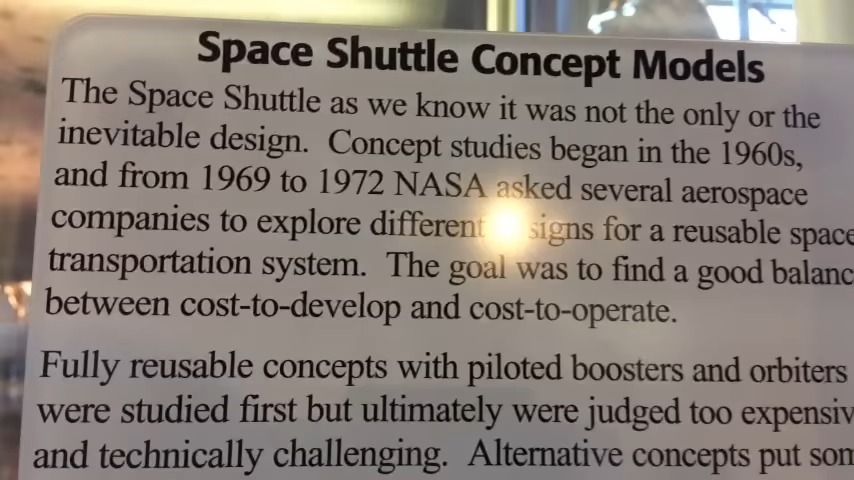 Space Shuttle Concept Models
The Space Shuttle as we know it was not the only or the
inevitable design. Concept studies began in the 1960s,
and from 1969 to 1972 NASA asked several aerospace
companies to explore different signs for a reusable space
transportation system. The goal was to find a good balanc
between cost-to-develop and cost-to-operate.
Fully reusable concepts with piloted boosters and orbiters
were studied first but ultimately were judged too expensiv
and technically challenging. Alternative concepts put som